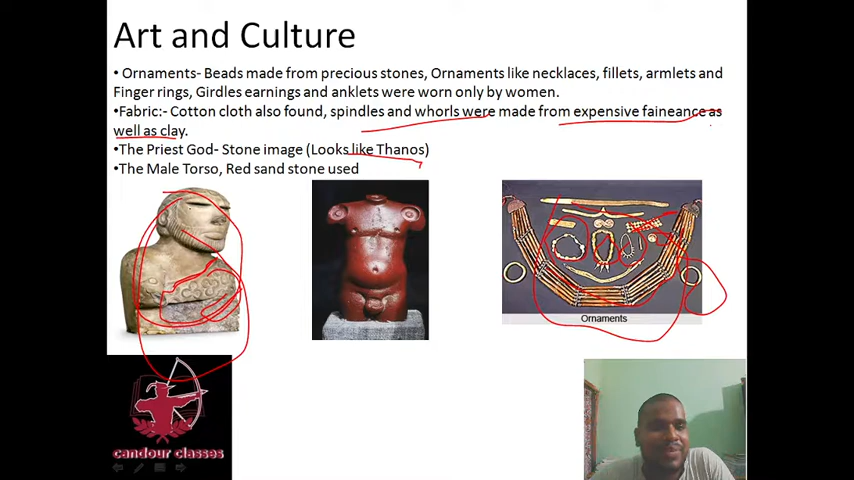 Art and Culture
• Ornaments- Beads made from precious stones, Ornaments like necklaces, fillets, armlets and
Finger rings, Girdles earnings and anklets were worn only by women.
• Fabric:- Cotton cloth also found, spindles and whorls were made from expensive faineance as
well as clay.
• The Priest God- Stone image (Looks like Thanos)
• The Male Torso, Red sand stone used
Ornaments
candour classes